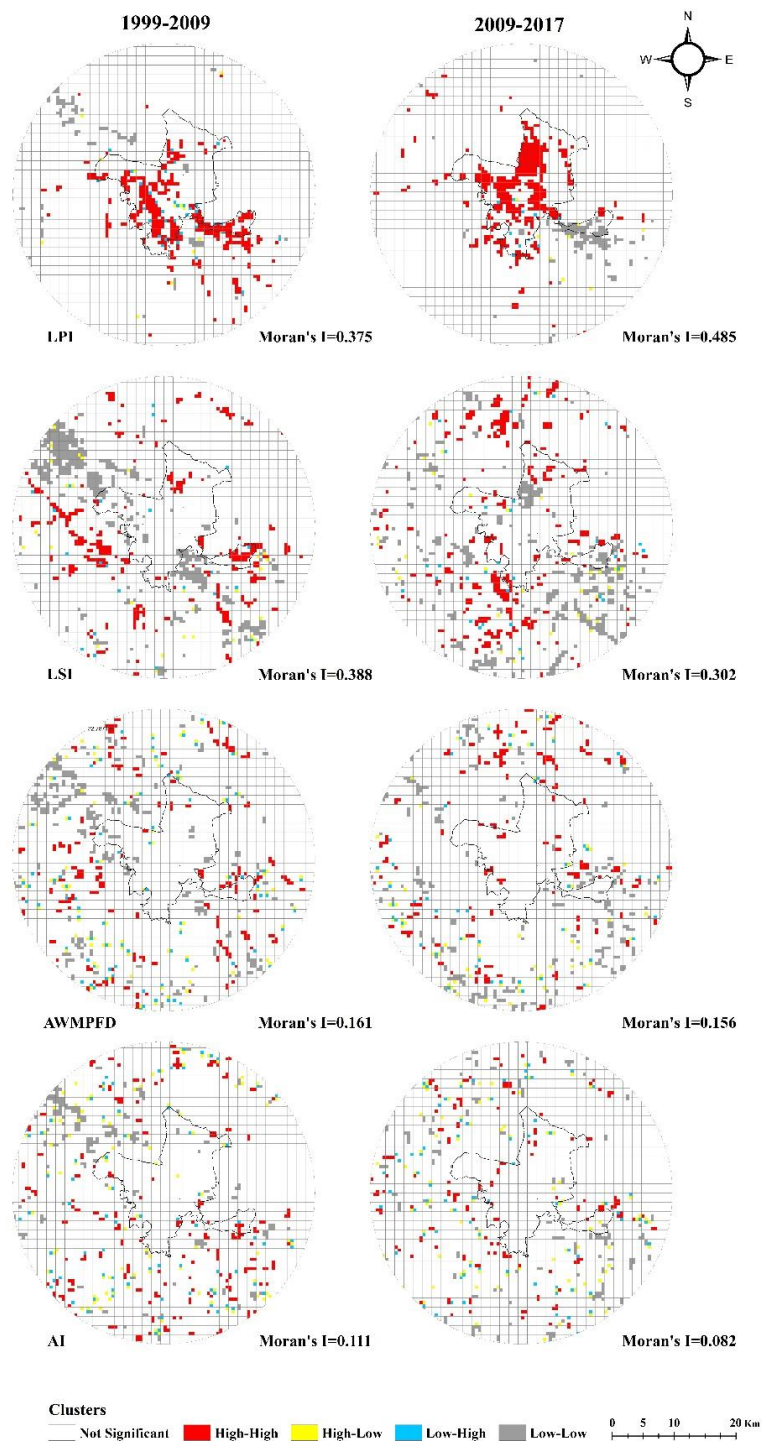 1999-2009 2009-2017
N
W E
S
LPI Moran's I=0.375 Moran's I=0.485
LSI Moran's I=0.388 Moran's I=0.302
AWMPFD Moran's I=0.161 Moran's I=0.156
AI Moran's I=0.111 Moran's I=0.082
Clusters
Not Significant High-High High-Low Low-High Low-Low
0 5 10 20 Km